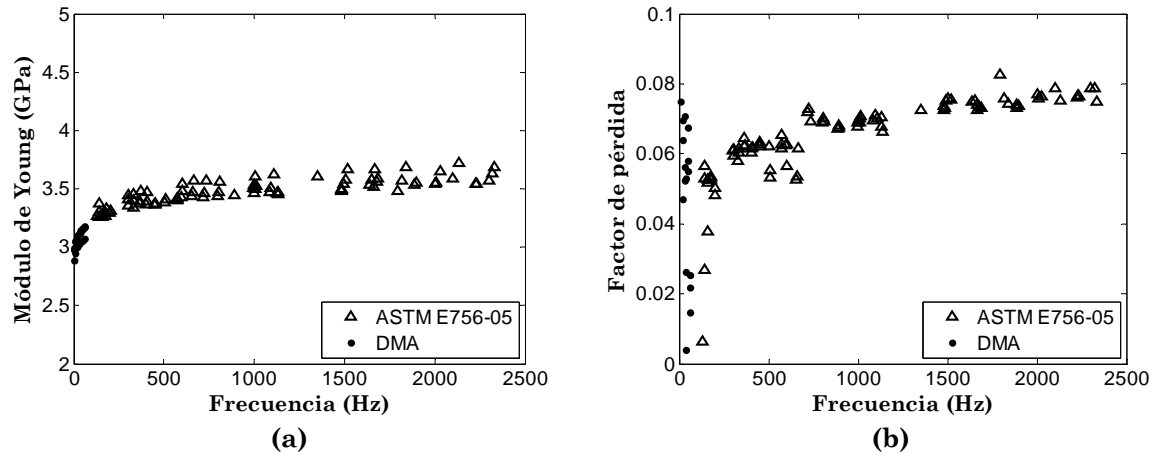 5
4.5
4
3.5
3
2.5
2
Módulo de Young (GPa)
0 500 1000 1500 2000 2500
Frecuencia (Hz)
ASTM E756-05
DMA
(a)
0.1
0.08
0.06
0.04
0.02
0
Factor de pérdida
0 500 1000 1500 2000 2500
Frecuencia (Hz)
ASTM E756-05
DMA
(b)